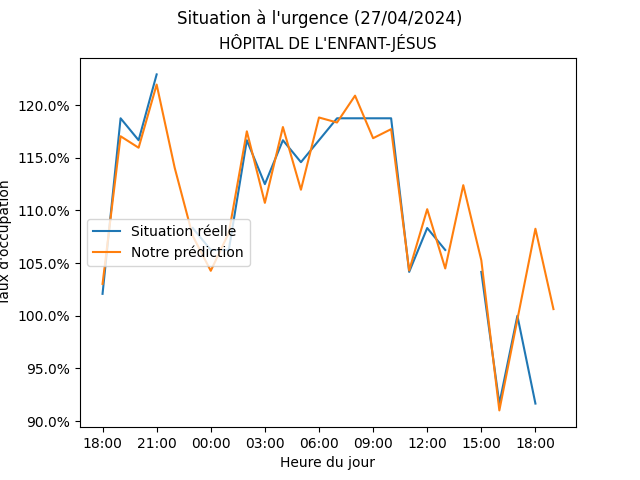 Situation à l'urgence (27/04/2024)
HÔPITAL DE L'ENFANT-JÉSUS
120.0%
115.0%
110.0%
105.0%
100.0%
95.0%
90.0%
Taux d'occupation
Situation réelle
Notre prédiction
18:00 21:00 00:00 03:00 06:00 09:00 12:00 15:00 18:00
Heure du jour